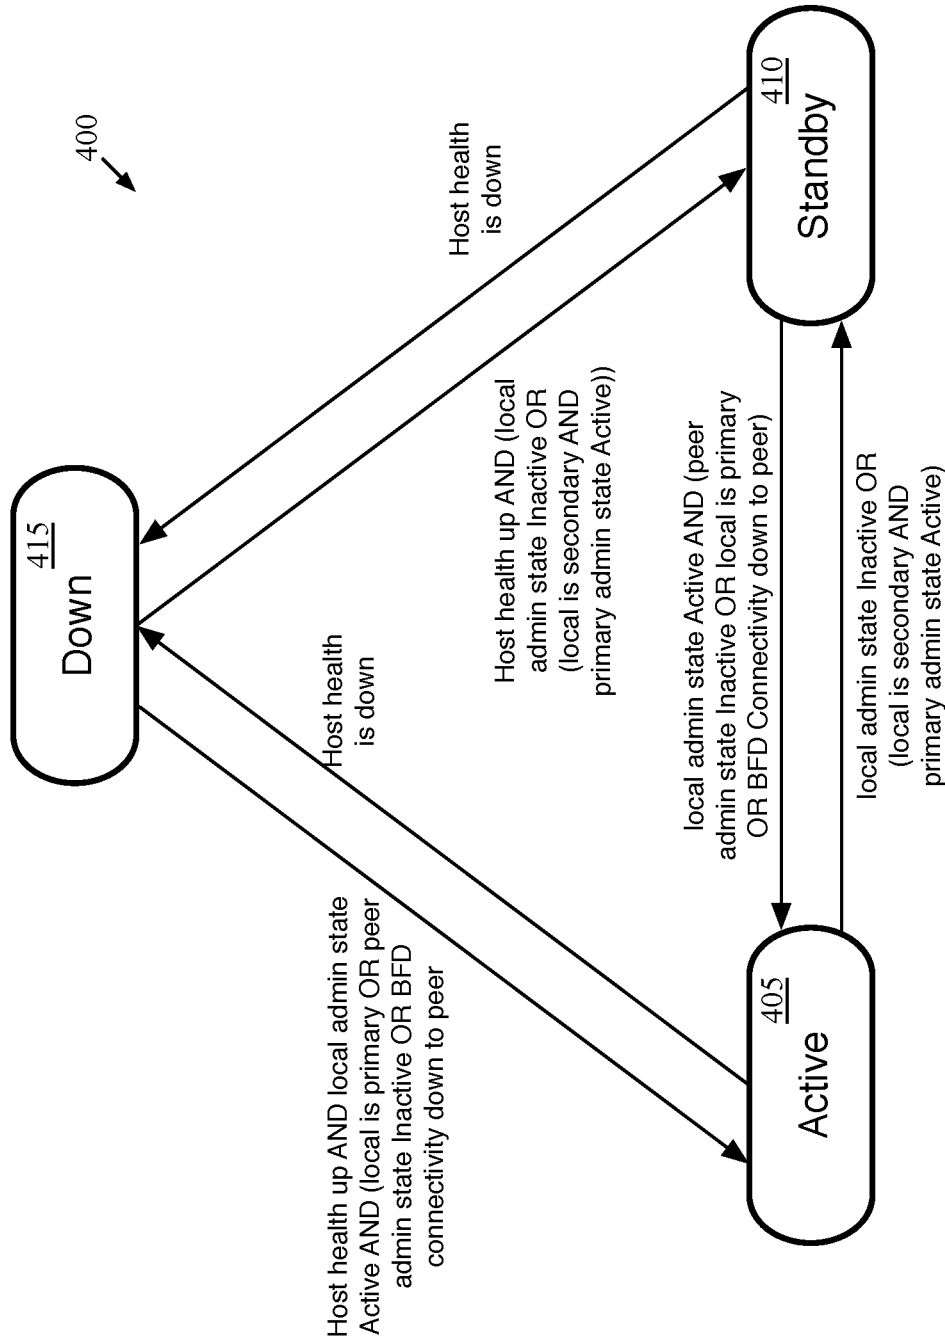 400
415
Down
Host health
is down
Host health
is down
Host health up AND local admin state
Active AND (local is primary OR peer
admin state Inactive OR BFD
connectivity down to peer
Host health up AND (local
admin state Inactive OR
(local is secondary AND
primary admin state Active))
local admin state Active AND (peer
admin state Inactive OR local is primary
OR BFD Connectivity down to peer)
405
Active
410
Standby
local admin state Inactive OR
(local is secondary AND
primary admin state Active)